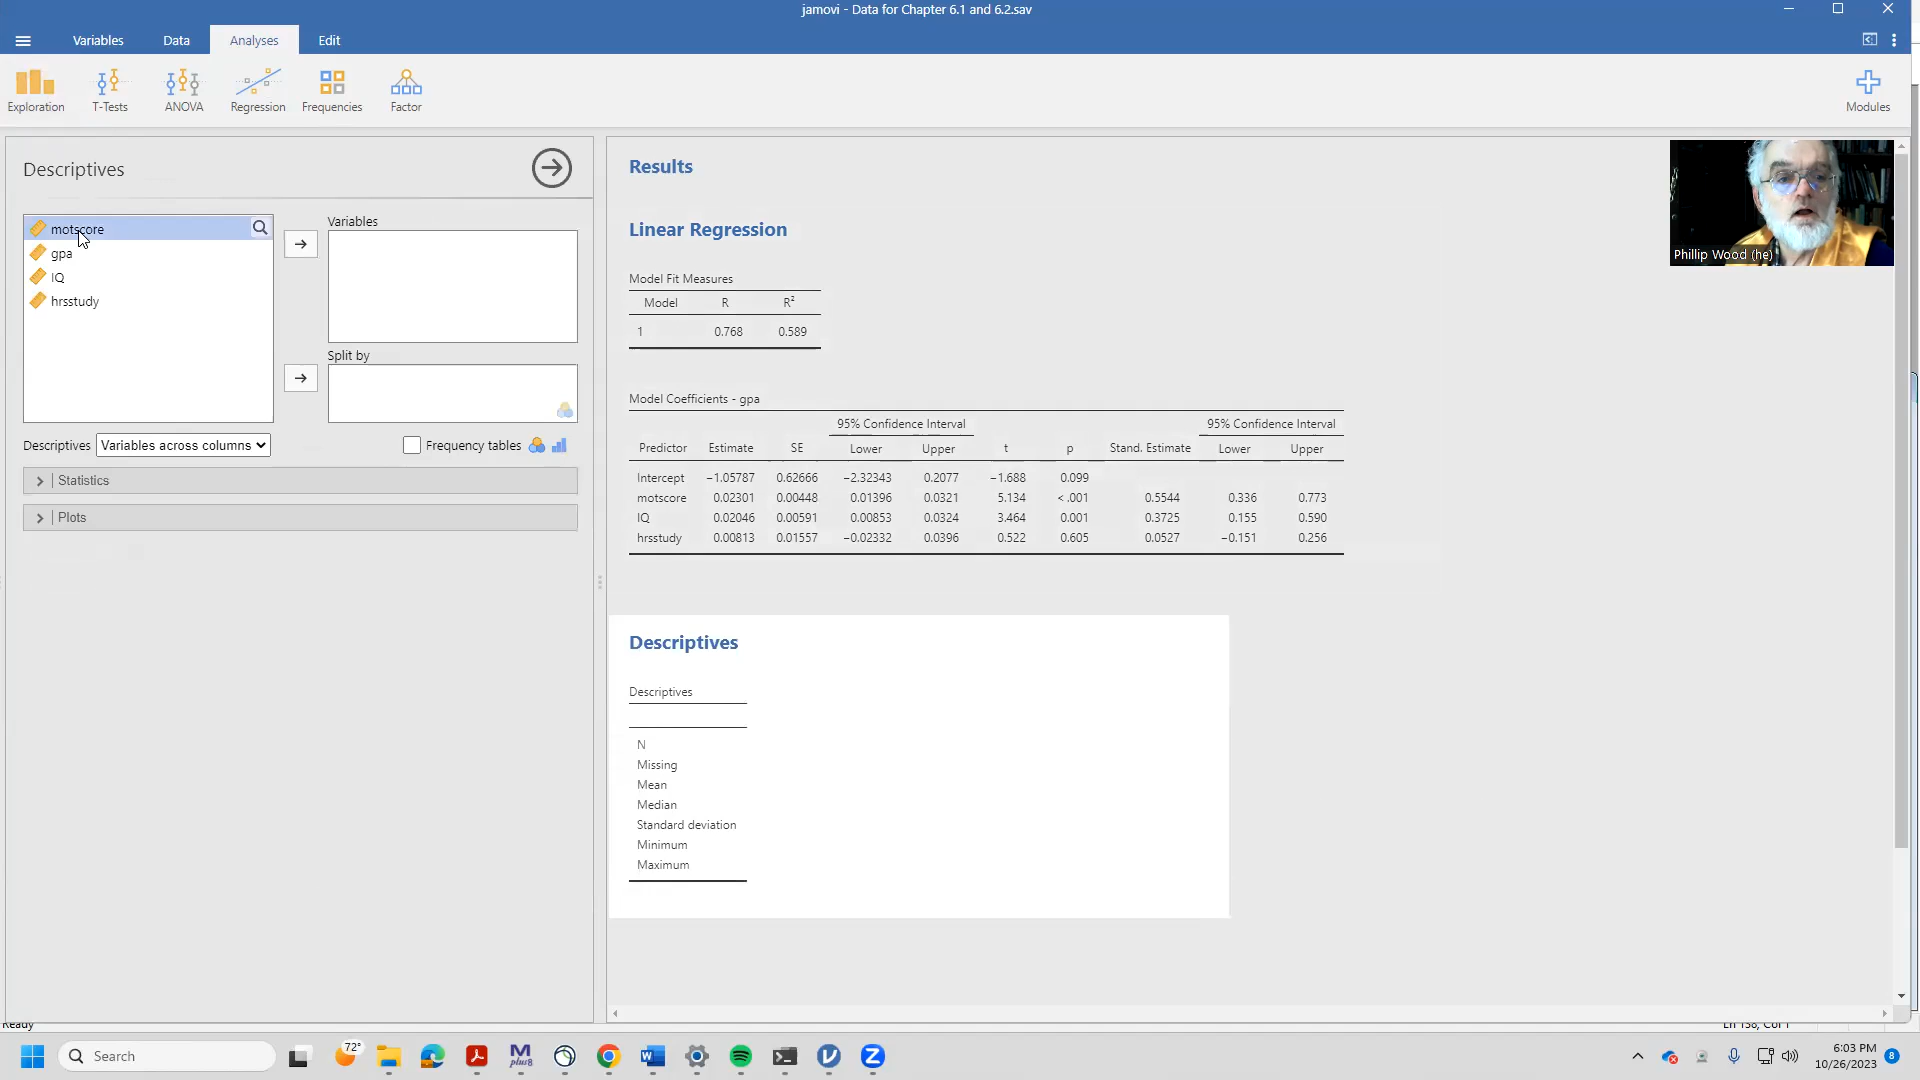 jamovi - Data for Chapter 6.1 and 6.2.sav
Variables Data Analyses Edit
Exploration T-Tests ANOVA Regression Frequencies Factor Modules
Descriptives
motscore
gpa
IQ
hrsstudy
Variables
Split by
Descriptives Variables across columns Frequency tables
Statistics
Plots
Results
Phillip Wood (he)
Linear Regression
Model Fit Measures
Model R R²
1 0.768 0.589
Model Coefficients - gpa
95% Confidence Interval 95% Confidence Interval
Predictor Estimate SE Lower Upper t p Stand. Estimate Lower Upper
Intercept −1.05787 0.62666 −2.32343 0.2077 −1.688 0.099
motscore 0.02301 0.00448 0.01396 0.0321 5.134 < .001 0.5544 0.336 0.773
IQ 0.02046 0.00591 0.00853 0.0324 3.464 0.001 0.3725 0.155 0.590
hrsstudy 0.00813 0.01557 −0.02332 0.0396 0.522 0.605 0.0527 −0.151 0.256
Descriptives
Descriptives
N
Missing
Mean
Median
Standard deviation
Minimum
Maximum
Ready Ln 138, Col 1
Search 72° M plus8 W V Z 6:03 PM
10/26/2023 8